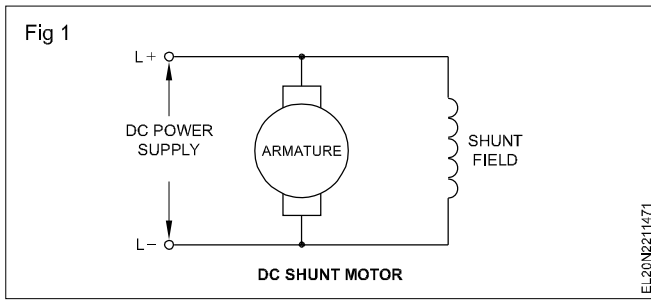 Fig 1
L+
DC POWER
SUPPLY
ARMATURE
SHUNT
FIELD
L−
DC SHUNT MOTOR
EL20N2211471